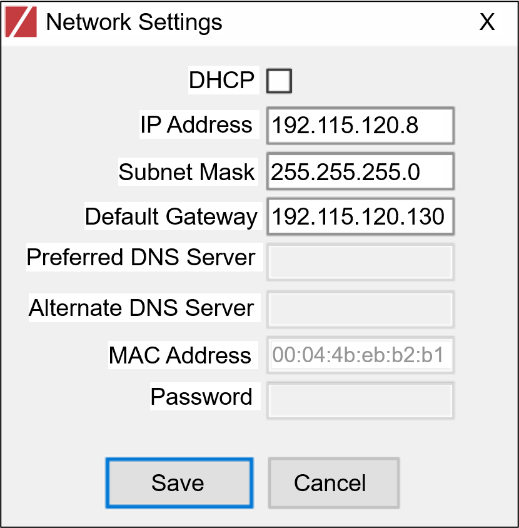 Network Settings X
DHCP
IP Address 192.115.120.8
Subnet Mask 255.255.255.0
Default Gateway 192.115.120.130
Preferred DNS Server
Alternate DNS Server
MAC Address 00:04:4b:eb:b2:b1
Password
Save Cancel